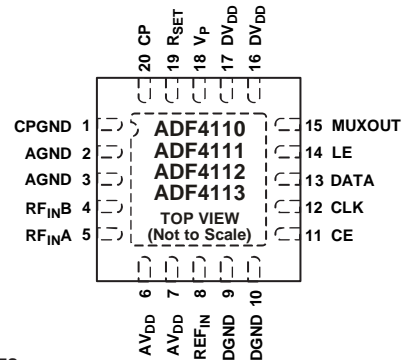 20 CP
19 RSET
18 VP
17 DVDD
16 DVDD
CPGND 1
AGND 2
AGND 3
RFINB 4
RFINA 5
ADF4110
ADF4111
ADF4112
ADF4113
TOP VIEW
(Not to Scale)
15 MUXOUT
14 LE
13 DATA
12 CLK
11 CE
AVDD 6
AVDD 7
REFIN 8
DGND 9
DGND 10